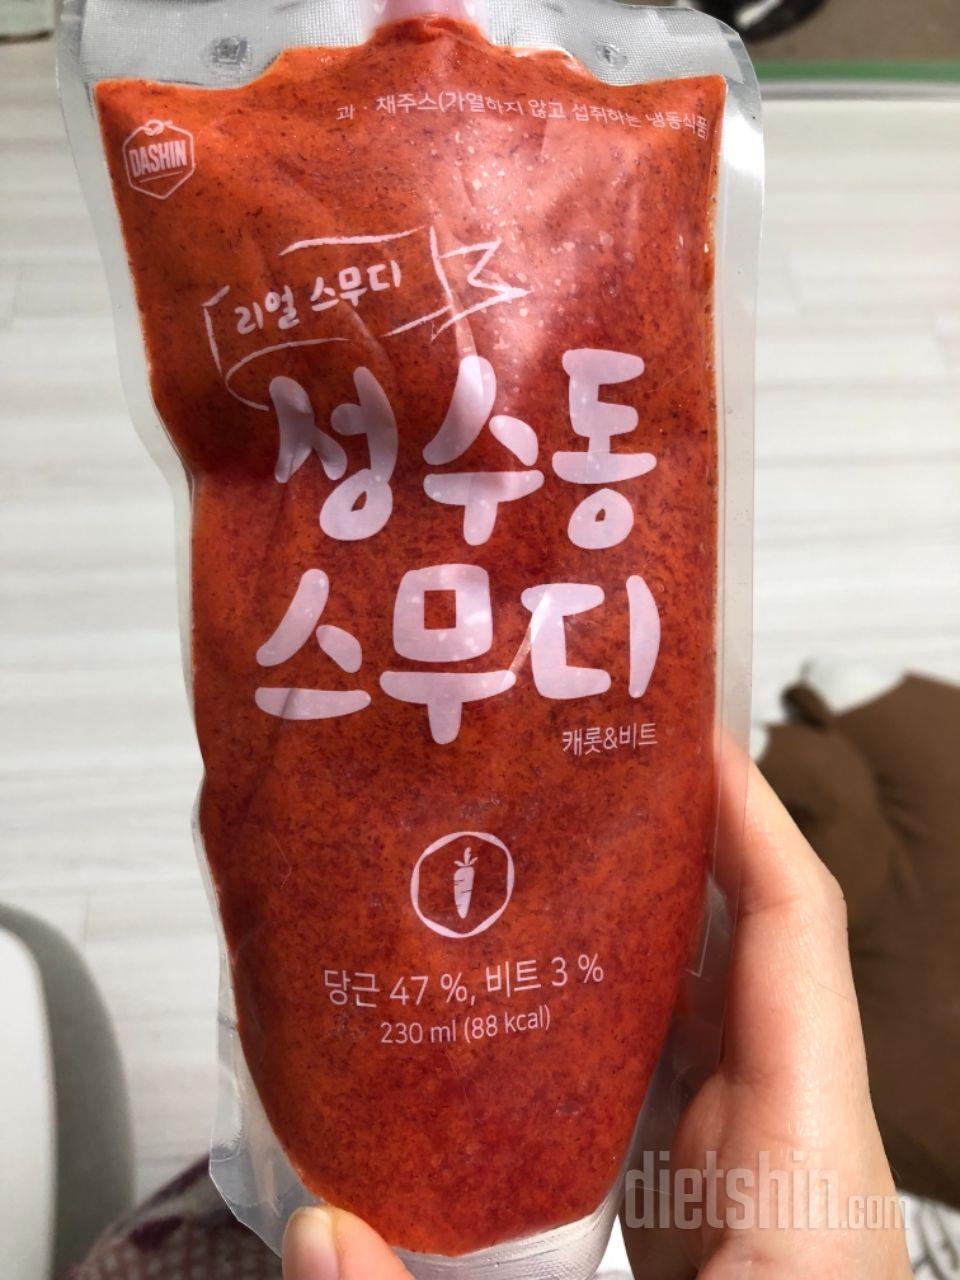 과·채주스(가열하지 않고 섭취하는 냉동식품
DASHIN
리얼 스무디
성수동
스무디
캐롯&비트
당근 47 %, 비트 3 %
230 ml (88 kcal)
dietshin.com